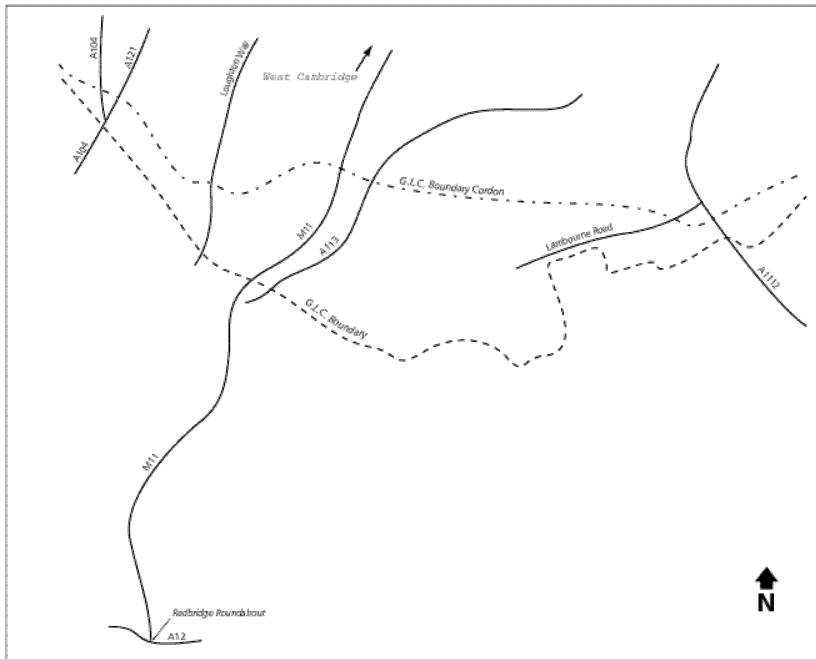 A104
A121
Loughton Way
West Cambridge
A104
G.L.C. Boundary Cordon
M11
A113
Lambourne Road
A1112
G.L.C. Boundary
M11
N
Redbridge Roundabout
A12